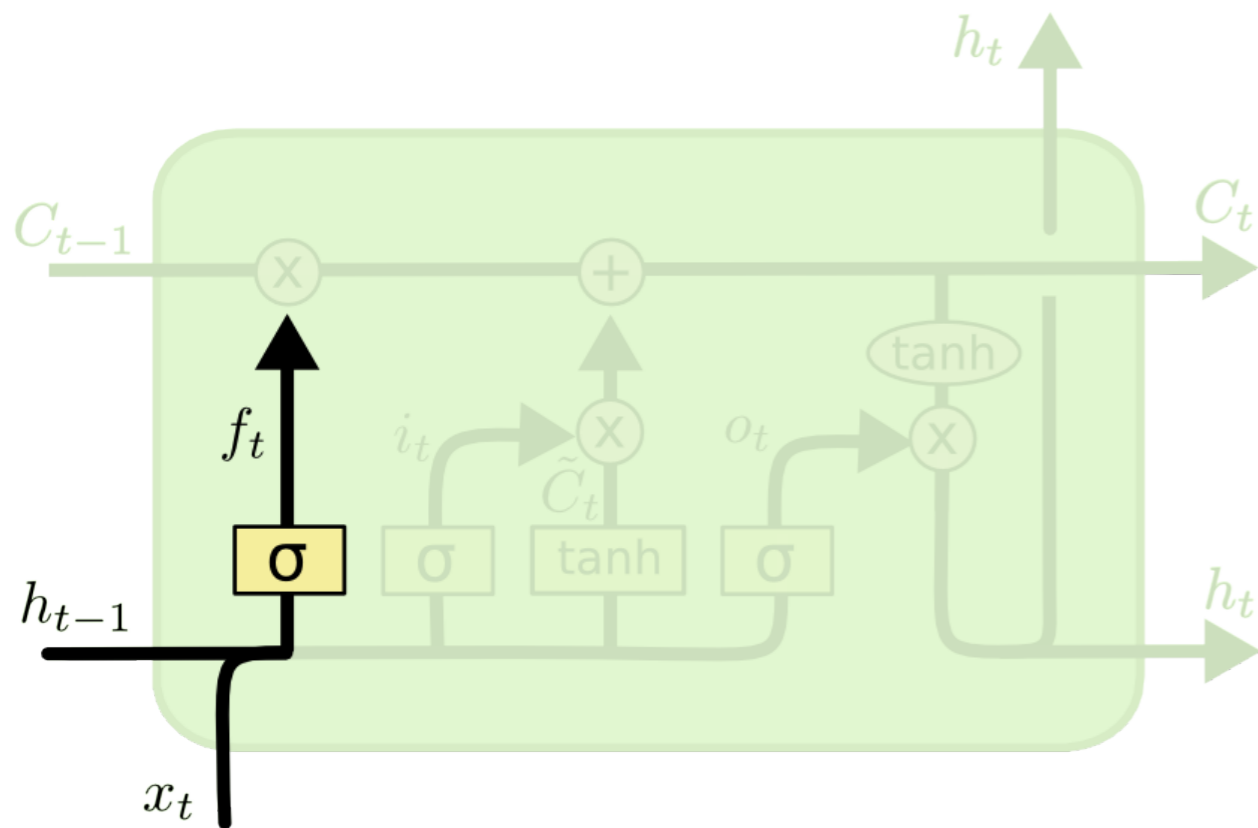 h_t
C_{t-1} C_t
x +
tanh
f_t i_t x o_t x
C̃_t
σ σ tanh σ
h_{t-1} h_t
x_t